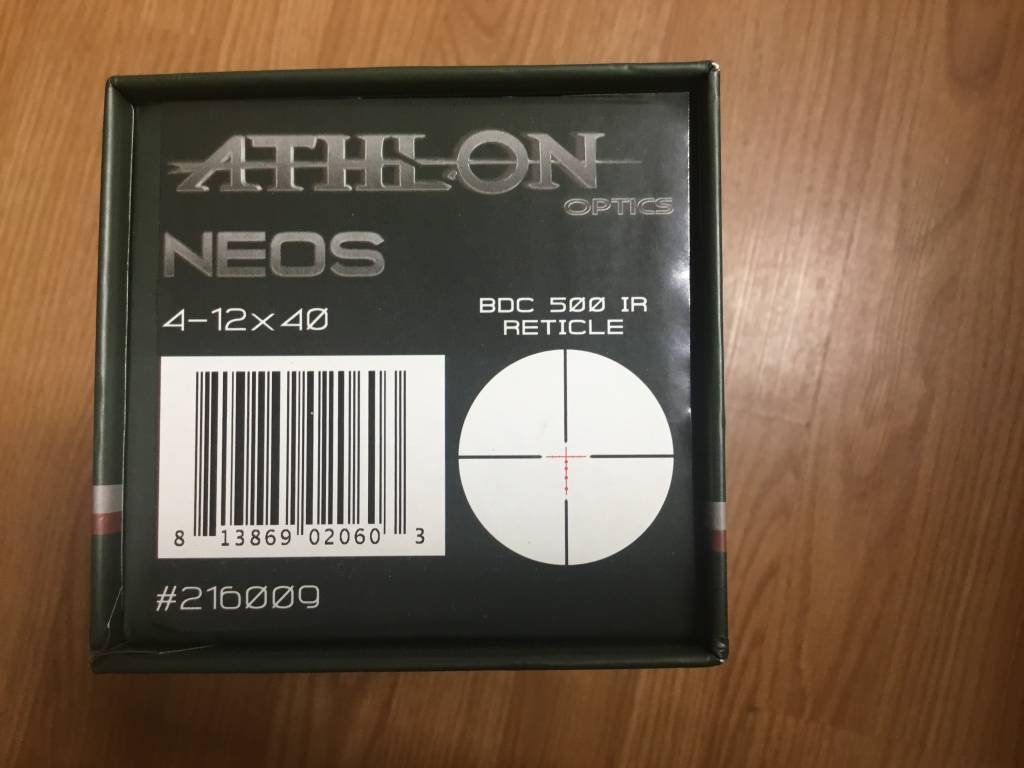 ATHLON
OPTICS
NEOS
4-12x40
BDC 500 IR
RETICLE
8 13869 02060 3
#216009